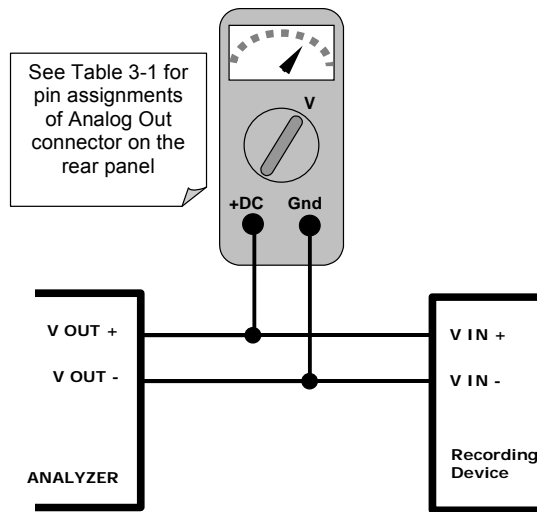 See Table 3-1 for
pin assignments
of Analog Out
connector on the
rear panel
V
+DC Gnd
V OUT +
V OUT -
ANALYZER
V IN +
V IN -
Recording
Device